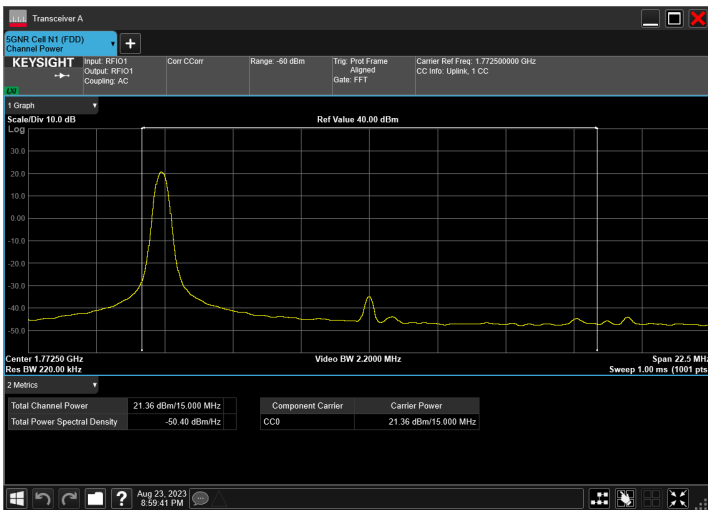 Transceiver A
5GNR Cell N1 (FDD)
Channel Power
KEYSIGHT
Input: RFIO1
Output: RFIO1
Coupling: AC
Corr CCorr
Range: -60 dBm
Trig: Prot Frame
Aligned
Gate: FFT
Carrier Ref Freq: 1.772500000 GHz
CC Info: Uplink, 1 CC
1 Graph
Scale/Div 10.0 dB
Ref Value 40.00 dBm
Log
30.0
20.0
10.0
0.00
-10.0
-20.0
-30.0
-40.0
-50.0
Center 1.77250 GHz
Video BW 2.2000 MHz
Span 22.5 MHz
Res BW 220.00 kHz
Sweep 1.00 ms (1001 pts
2 Metrics
Total Channel Power 21.36 dBm/15.000 MHz
Total Power Spectral Density -50.40 dBm/Hz
Component Carrier Carrier Power
CC0 21.36 dBm/15.000 MHz
?
Aug 23, 2023
8:59:41 PM